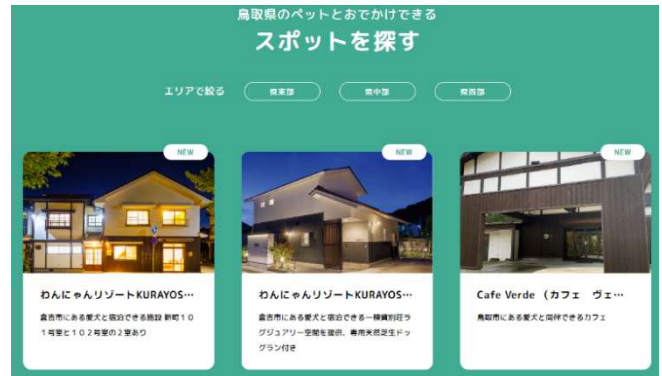 鳥取県のペットとおでかけできる
スポットを探す
エリアで絞る
県東部
県中部
県西部
NEW
NEW
NEW
わんにゃんリゾートKURAYOS…
倉吉市にある愛犬と宿泊できる施設 新町１０
１号室と１０２号室の２室あり
わんにゃんリゾートKURAYOS…
倉吉市にある愛犬と宿泊できる一棟貸別荘ラ
グジュアリー空間を提供、専用天然芝生ドッ
グラン付き
Cafe Verde （カフェ　ヴェ…
鳥取市にある愛犬と同伴できるカフェ